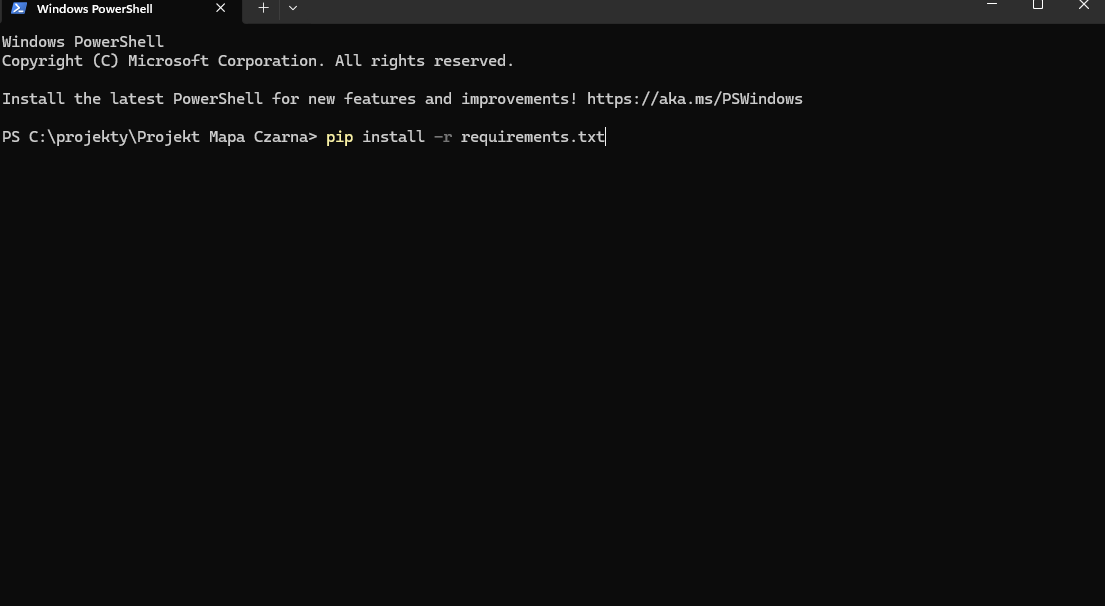 Windows PowerShell
Windows PowerShell
Copyright (C) Microsoft Corporation. All rights reserved.
Install the latest PowerShell for new features and improvements! https://aka.ms/PSWindows
PS C:\projekty\Projekt Mapa Czarna> pip install -r requirements.txt